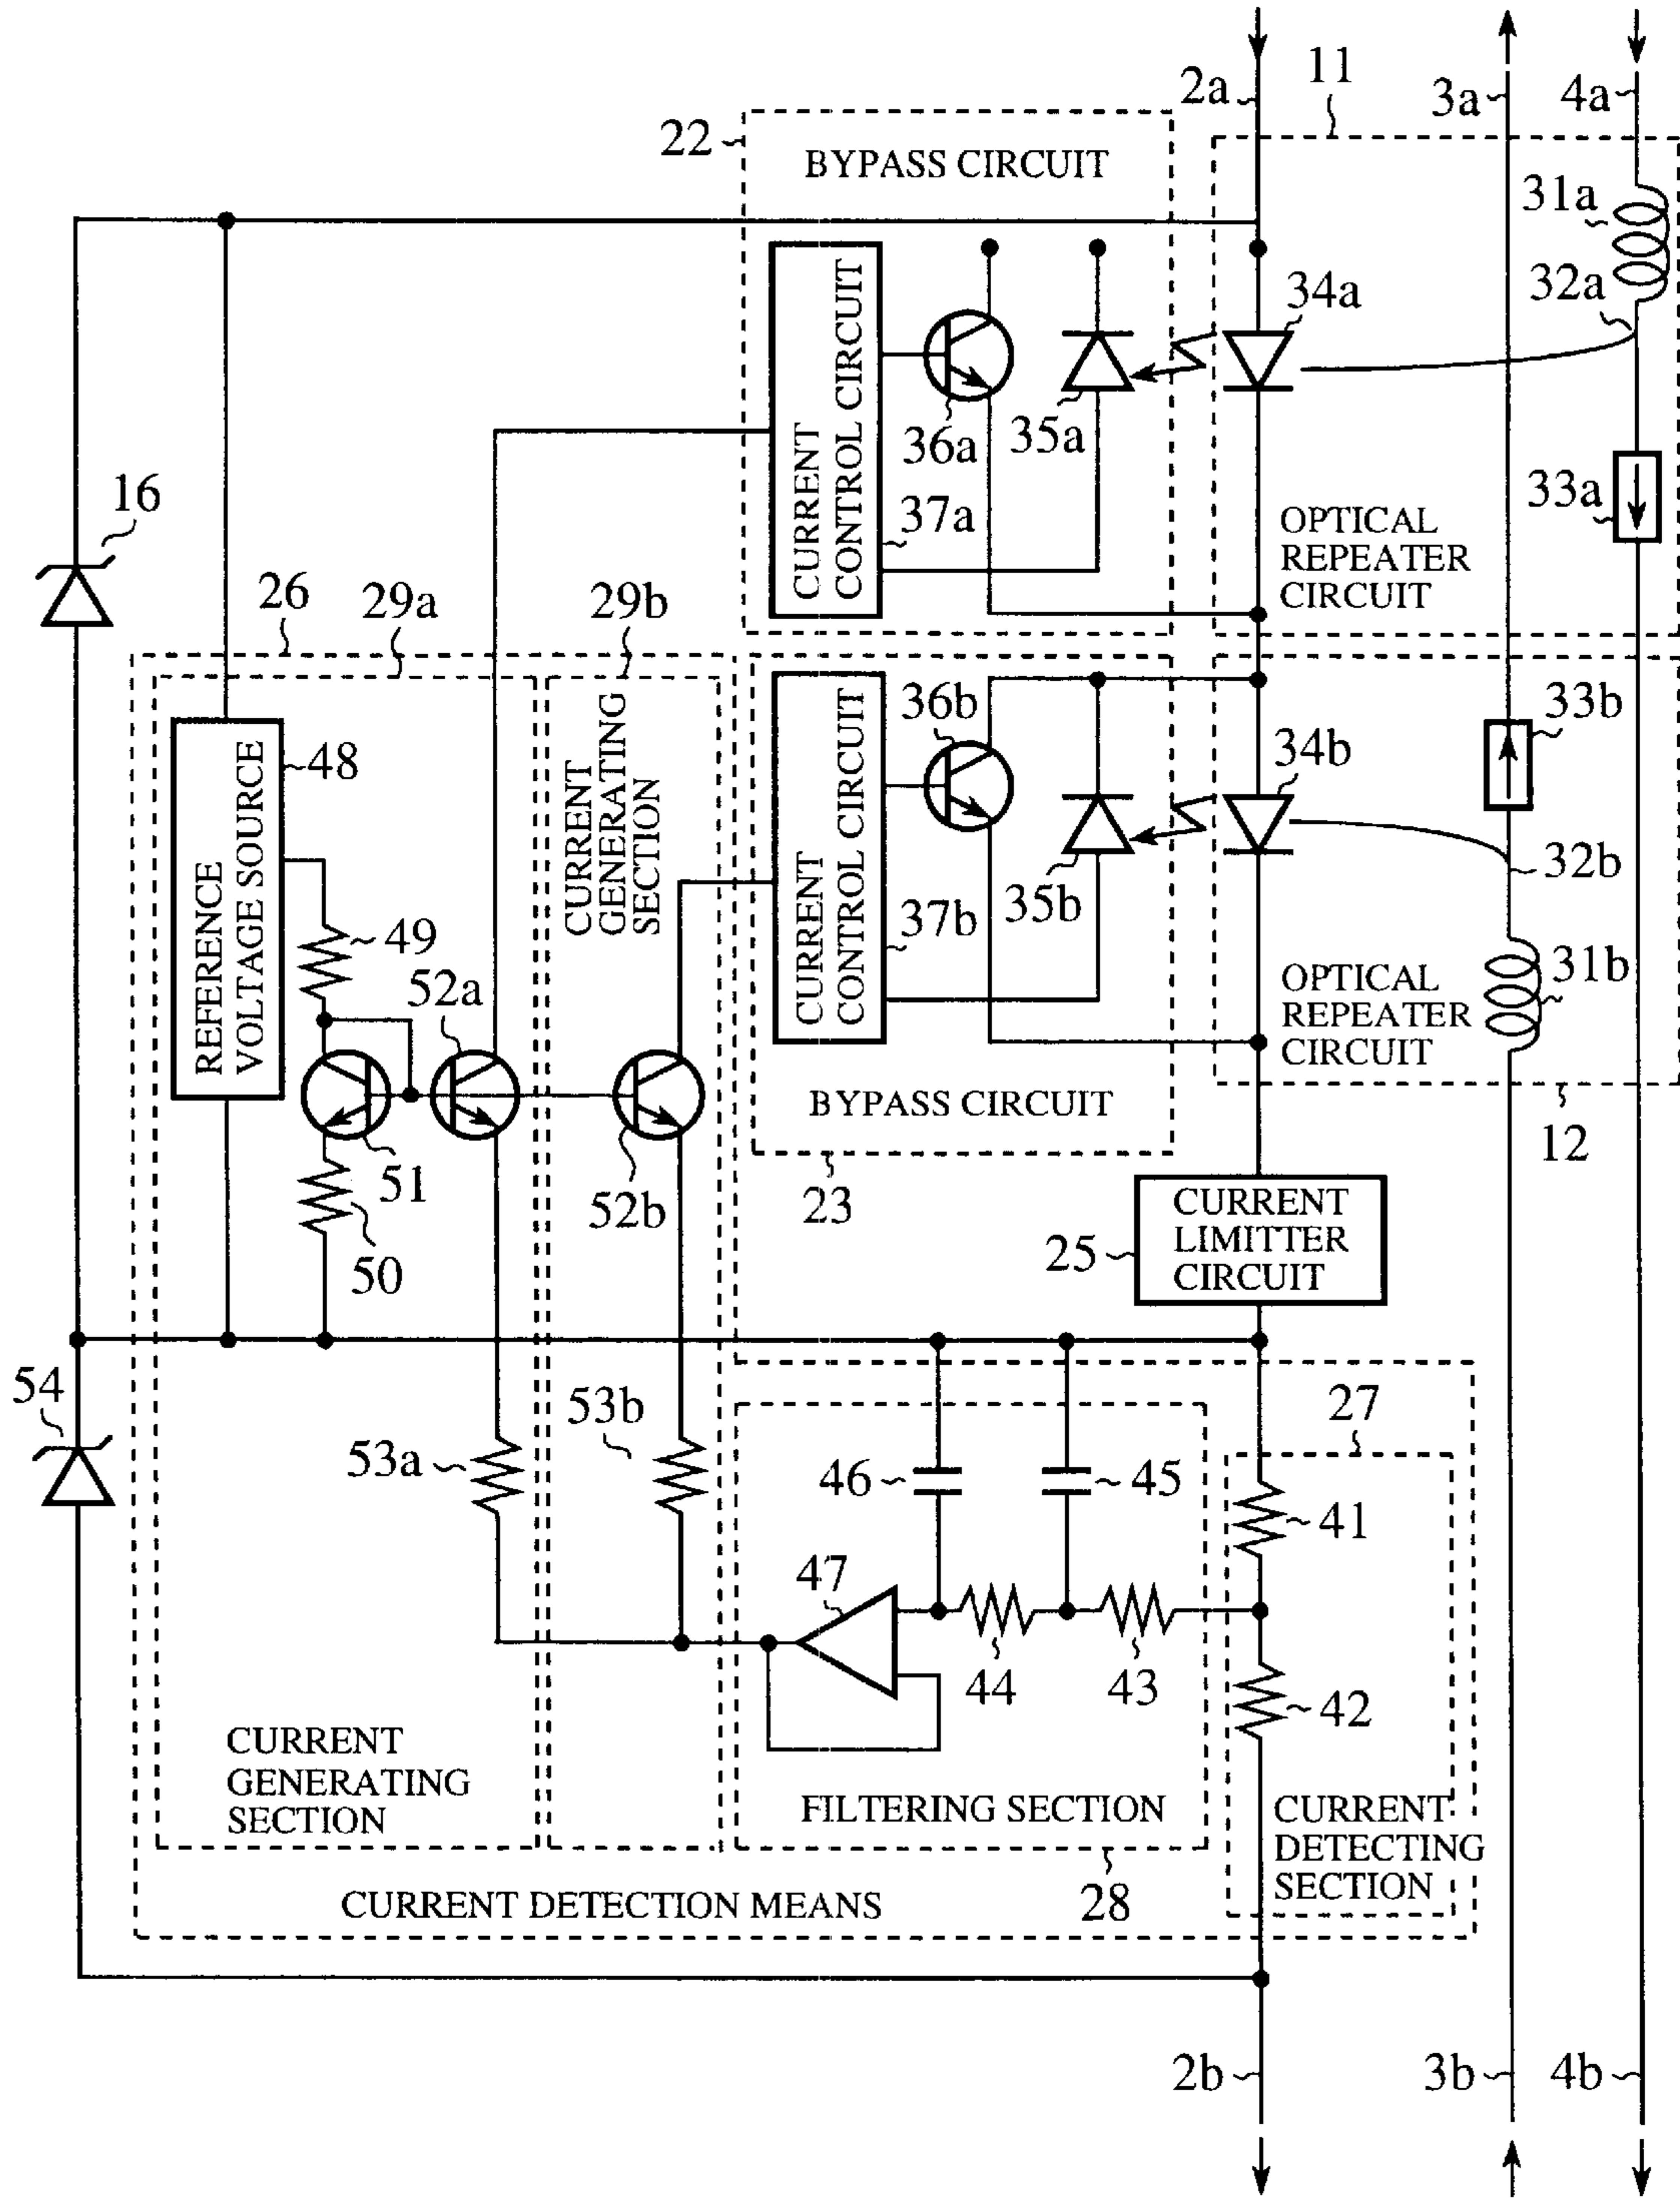 2a
11
3a
4a
22
BYPASS CIRCUIT
31a
32a
34a
CURRENT
CONTROL CIRCUIT
36a
35a
37a
33a
OPTICAL
REPEATER
CIRCUIT
16
26
29a
29b
REFERENCE
VOLTAGE SOURCE
48
CURRENT
GENERATING
SECTION
CURRENT
CONTROL CIRCUIT
36b
34b
33b
37b
35b
32b
49
52a
31b
OPTICAL
REPEATER
CIRCUIT
BYPASS CIRCUIT
51
52b
50
23
12
25
CURRENT
LIMITTER
CIRCUIT
54
53a
53b
46
45
27
41
47
44
43
42
CURRENT
GENERATING
SECTION
FILTERING SECTION
CURRENT
DETECTING
SECTION
28
CURRENT DETECTION MEANS
2b
3b
4b